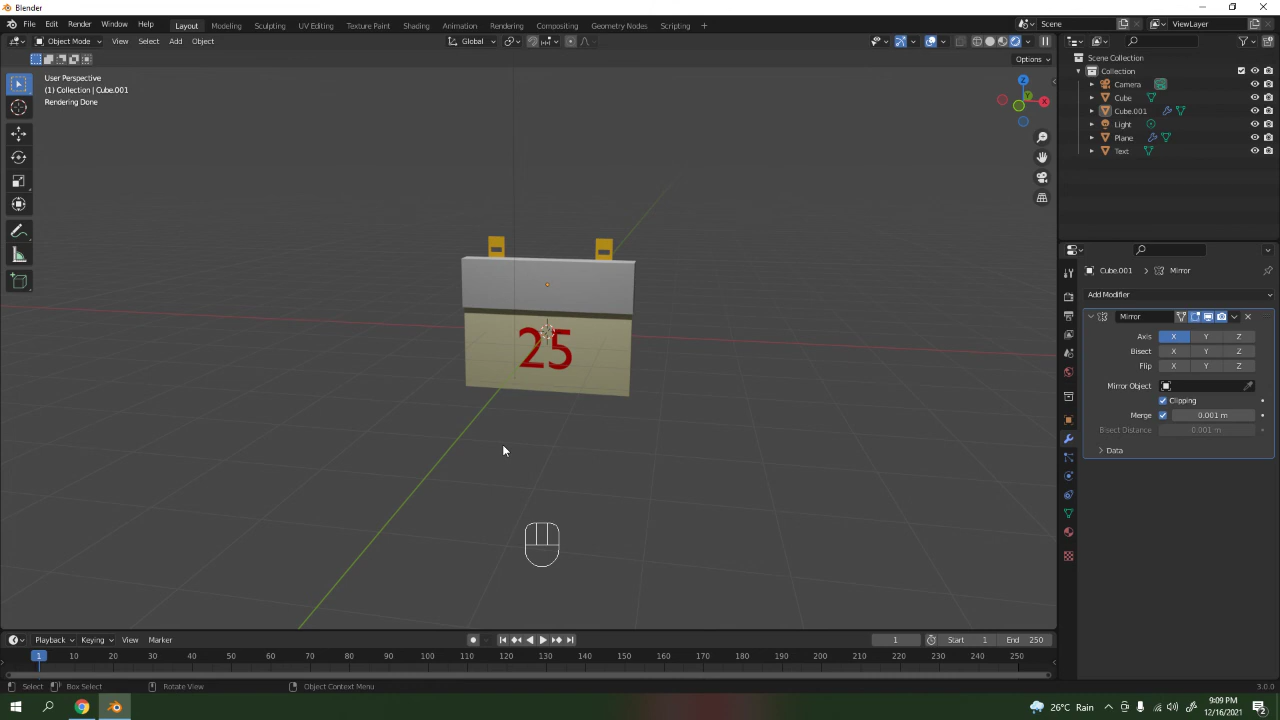 Blender
File Edit Render Window Help
Layout Modeling Sculpting UV Editing Texture Paint Shading Animation Rendering Compositing Geometry Nodes Scripting +
Scene
ViewLayer
Object Mode View Select Add Object
Global
Options
User Perspective
(1) Collection | Cube.001
Rendering Done
Z
Y
X
25
Scene Collection
Collection
Camera
Cube
Cube.001
Light
Plane
Text
Cube.001 > Mirror
Add Modifier
Mirror
Axis X Y Z
Bisect X Y Z
Flip X Y Z
Mirror Object
Clipping
Merge 0.001 m
Bisect Distance 0.001 m
Data
Playback Keying View Marker
1 Start 1 End 250
1 10 20 30 40 50 60 70 80 90 100 110 120 130 140 150 160 170 180 190 200 210 220 230 240 250
Select Box Select Rotate View Object Context Menu
3.0.0
26°C Rain
9:09 PM
12/16/2021
2